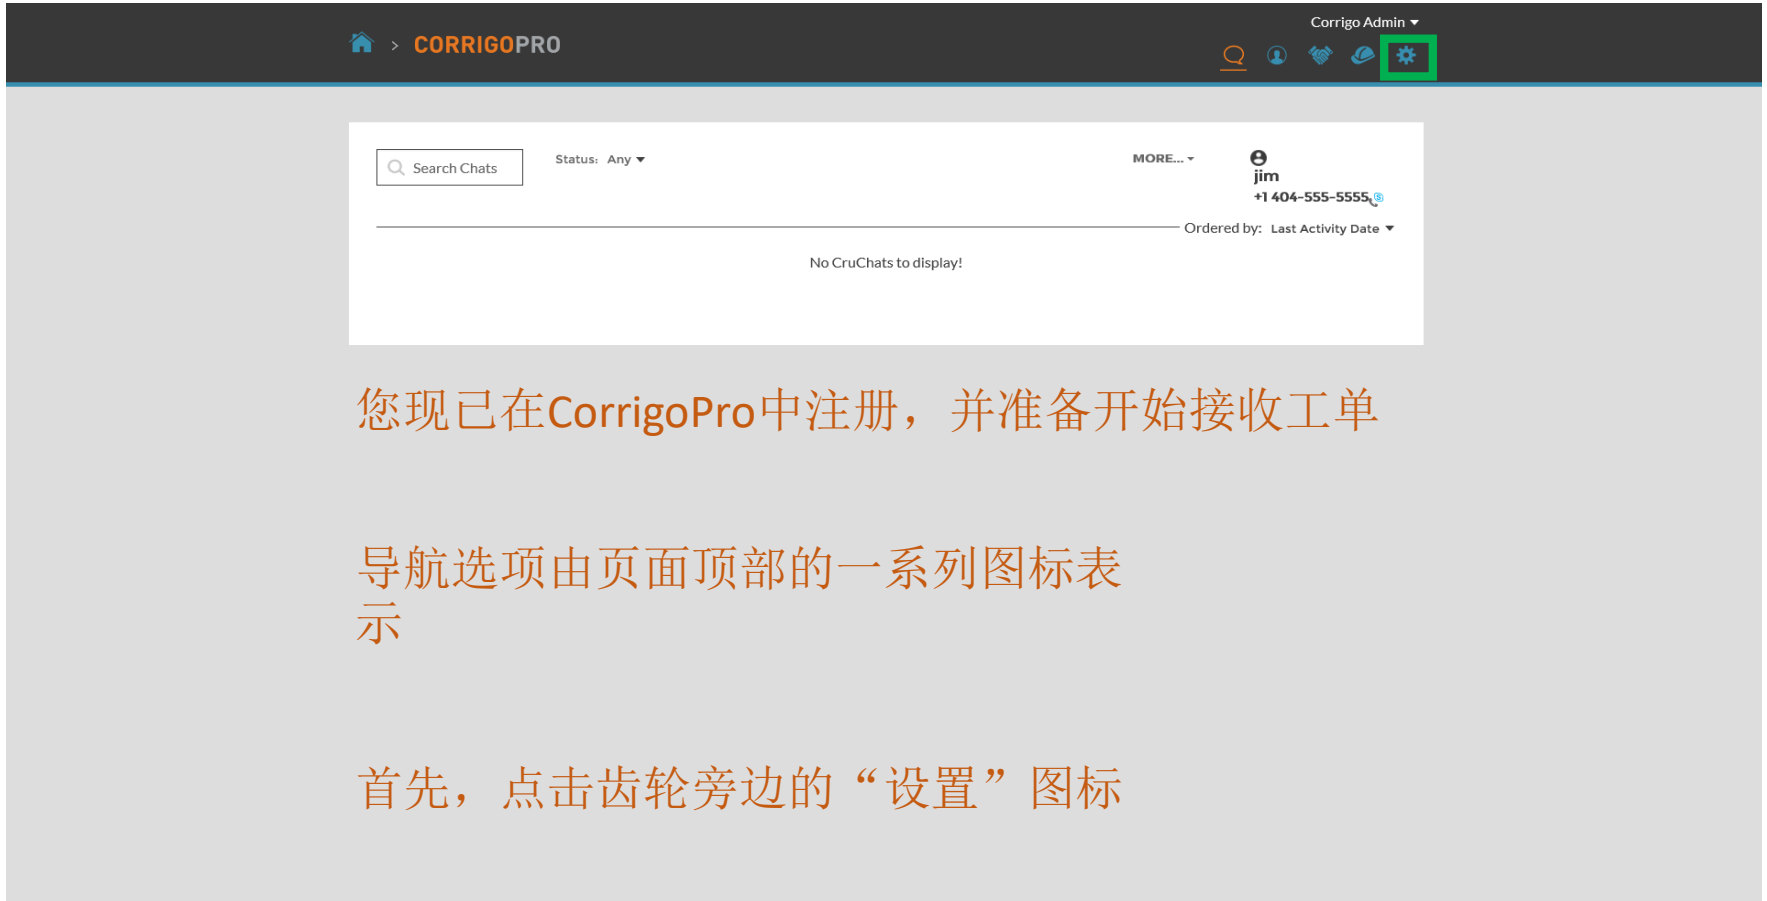 Corrigo Admin
> CORRIGOPRO
Search Chats
Status: Any
MORE...
jim
+1 404-555-5555
Ordered by: Last Activity Date
No CruChats to display!
您现已在CorrigoPro中注册，并准备开始接收工单
导航选项由页面顶部的一系列图标表
示
首先，点击齿轮旁边的“设置”图标